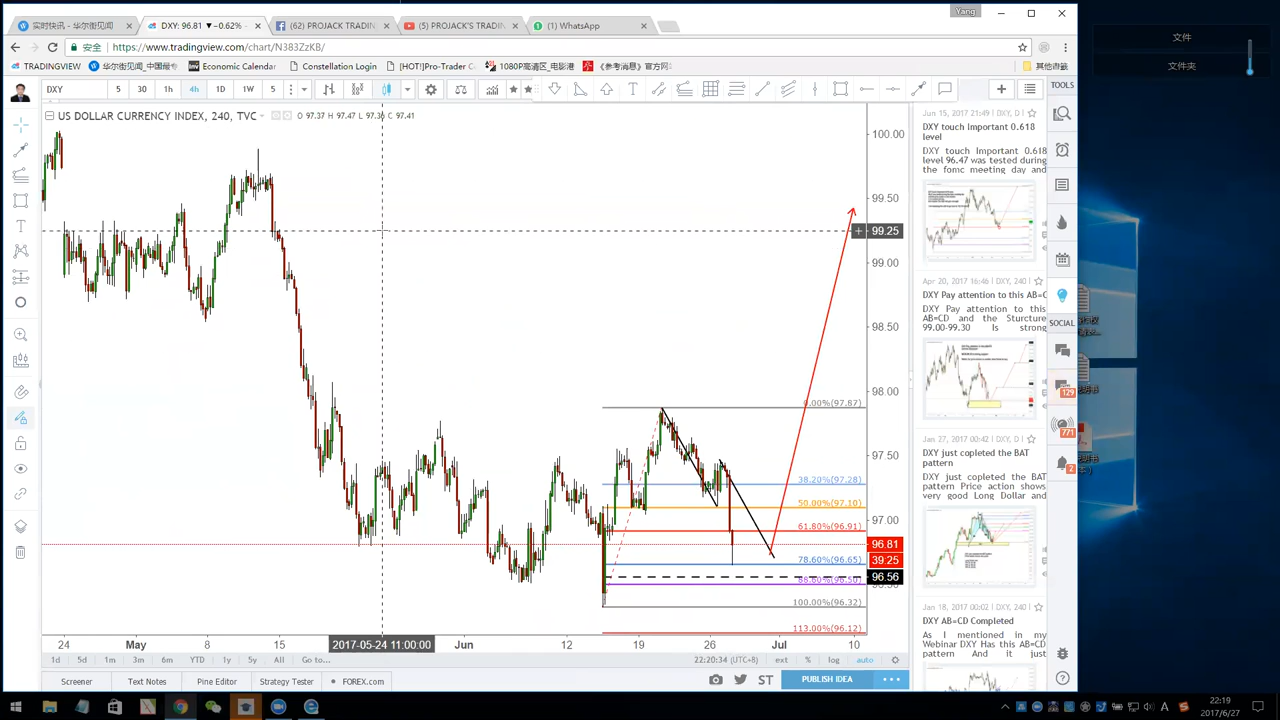 Yang
实时快讯 - 华尔街见闻
DXY: 96.81 ▼−0.62%
(62) PROJACK TRADIN
(5) PROJACK'S TRADIN
(1) WhatsApp
安全 | https://www.tradingview.com/chart/N383ZzKB/
TRADINGVIEW
华尔街见闻_中国最
Economic Calendar
Constellation Login
[HOT!]Pro-Trader C
1080P高清区_电影港
《参考消息》官方网
其他书签
DXY
5
30
1h
4h
1D
1W
5
TOOLS
US DOLLAR CURRENCY INDEX, 240, TVC
O 97.37 H 97.47 L 97.36 C 97.41
100.00
99.50
99.25
99.00
98.50
98.00
97.50
97.00
96.81
39:25
96.56
0.00%(97.87)
38.20%(97.28)
50.00%(97.10)
61.80%(96.91)
78.60%(96.65)
88.60%(96.50)
100.00%(96.32)
113.00%(96.12)
24
May
8
15
2017-05-24 11:00:00
Jun
12
19
26
Jul
10
1d
5d
1m
3m
6m
YTD
1y
5y
All
Go to...
22:20:34 (UTC+8)
ext
%
log
auto
Screener
Text Notes
Pine Editor
Strategy Tester
FOREX.com
ST
PUBLISH IDEA
Jun 15, 2017 21:49 | DXY, D
DXY touch Important 0.618
level
DXY touch Important 0.618
level 96.47 was tested during
the fomc meeting day and
Apr 20, 2017 16:46 | DXY, 240
DXY Pay attention to this AB=C
DXY Pay attention to this
AB=CD and the Sturcture
99.00-99.30 Is strong
Jan 27, 2017 00:42 | DXY, D
DXY just copleted the BAT
pattern
DXY just copleted the BAT
pattern Price action shows
very good Long Dollar and
Jan 18, 2017 00:02 | DXY, 240
DXY AB=CD Completed
As I mentioned in my
Webinar DXY Has this AB=CD
pattern And it just
SOCIAL
129
771
2
文件
文件夹
22:19
2017/6/27